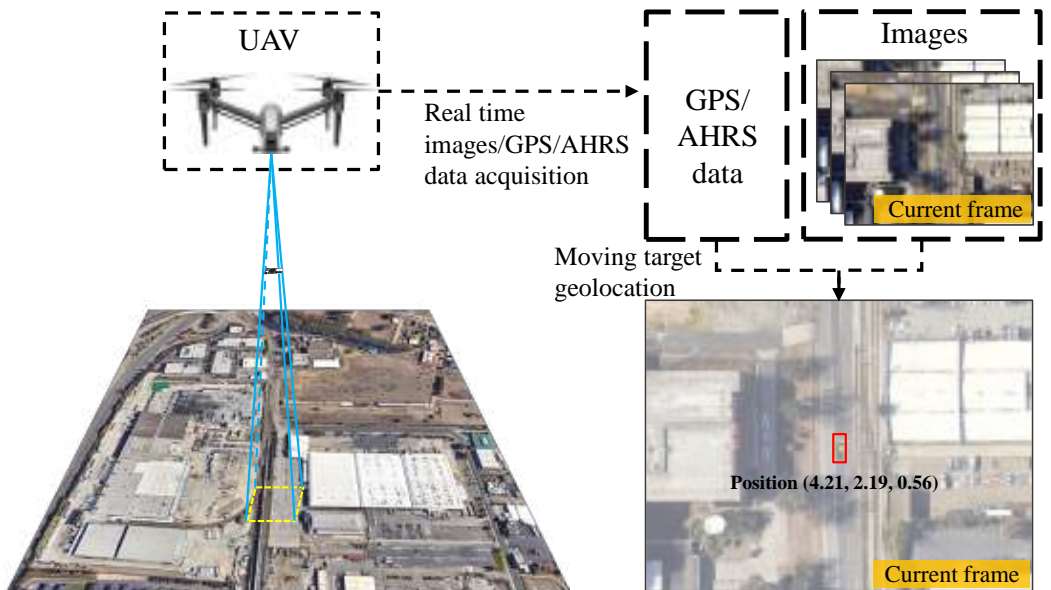 UAV
Real time
images/GPS/AHRS
data acquisition
GPS/
AHRS
data
Images
Current frame
Moving target
geolocation
Position (4.21, 2.19, 0.56)
Current frame